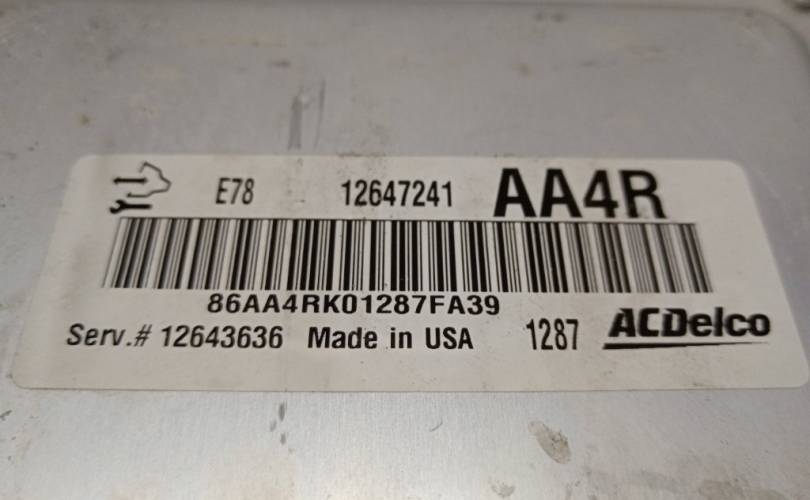 E78 12647241 AA4R
86AA4RK01287FA39
Serv.# 12643636 Made in USA 1287 ACDelco